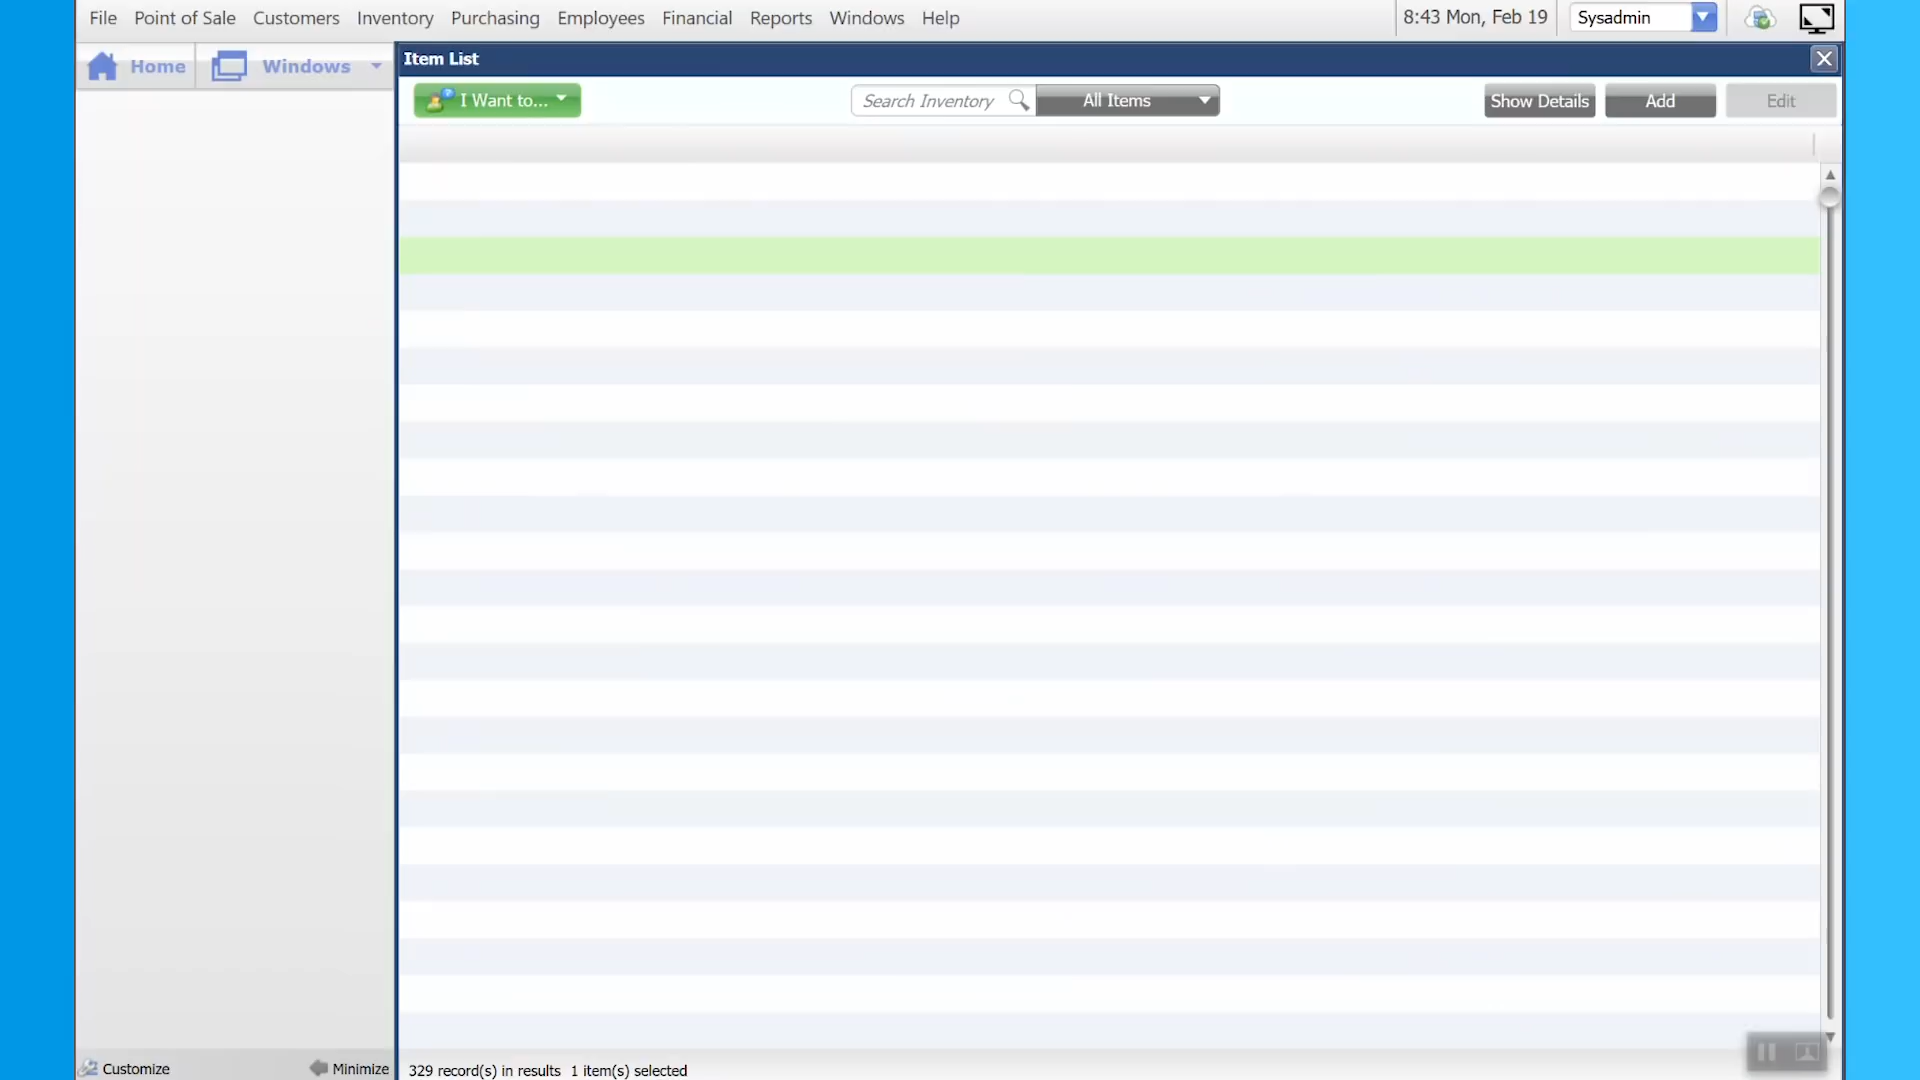 File Point of Sale Customers Inventory Purchasing Employees Financial Reports Windows Help 8:43 Mon, Feb 19 Sysadmin
Home Windows Item List
I Want to... Search Inventory All Items Show Details Add Edit
Customize Minimize 329 record(s) in results 1 item(s) selected